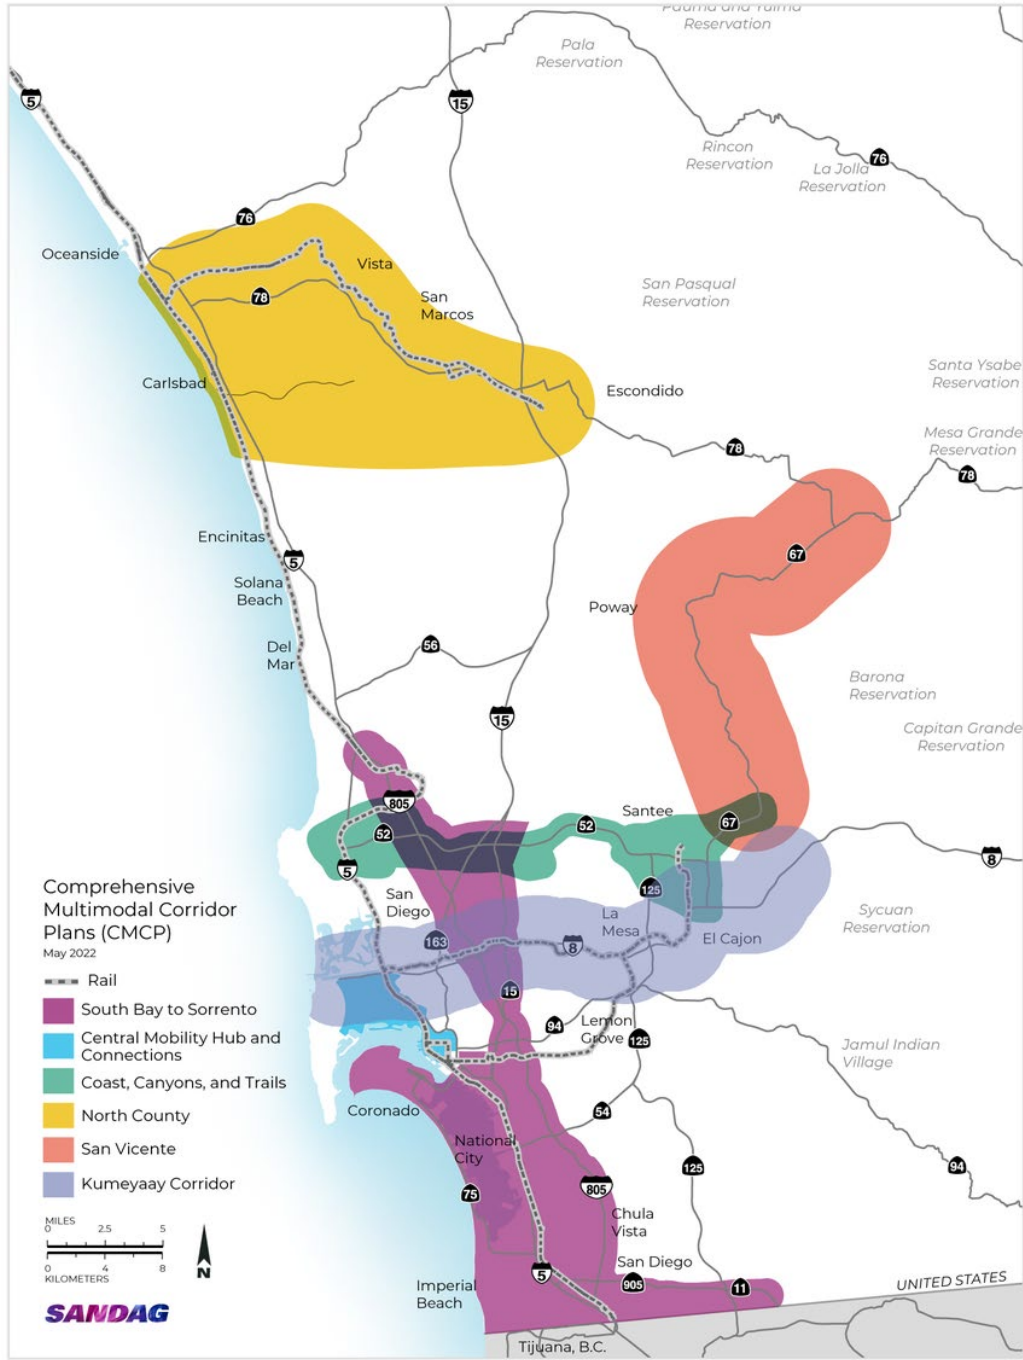 Pauma and Yuima
Reservation
Pala
Reservation
5
15
Rincon
Reservation
La Jolla
Reservation
76
76
Oceanside
Vista
San
Marcos
78
San Pasqual
Reservation
Carlsbad
Escondido
Santa Ysabe
Reservation
Mesa Grande
Reservation
78
78
Encinitas
5
67
Solana
Beach
Poway
Del
Mar
56
Barona
Reservation
15
Capitan Grande
Reservation
805
Santee
52
52
67
5
8
125
San
Diego
La
Mesa
Sycuan
Reservation
163
8
El Cajon
15
94
Lemon
Grove
125
Jamul Indian
Village
Coronado
54
National
City
125
94
75
805
Chula
Vista
San Diego
5
905
11
Imperial
Beach
UNITED STATES
Tijuana, B.C.
Comprehensive
Multimodal Corridor
Plans (CMCP)
May 2022
Rail
South Bay to Sorrento
Central Mobility Hub and
Connections
Coast, Canyons, and Trails
North County
San Vicente
Kumeyaay Corridor
MILES
0 2.5 5
0 4 8
KILOMETERS
N
SANDAG